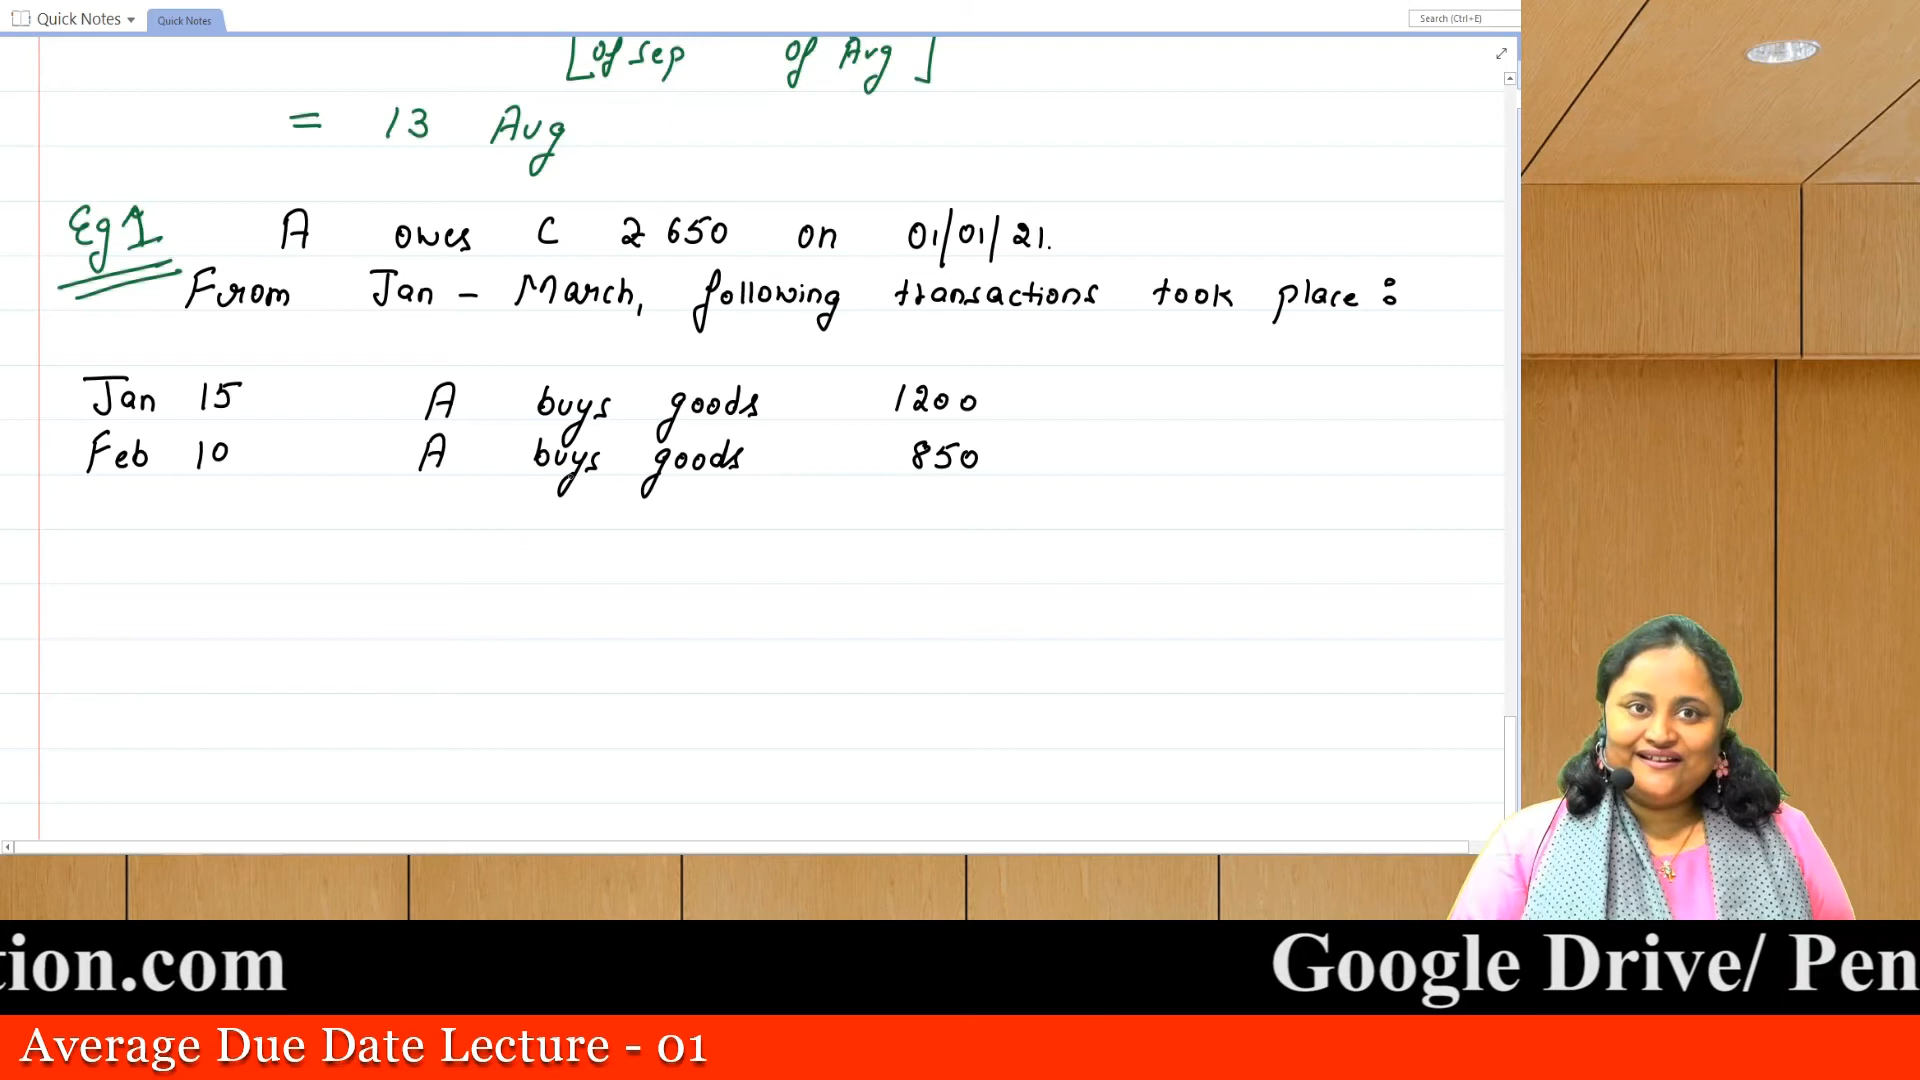 Quick Notes
Quick Notes
Search (Ctrl+E)
[of sep of Aug]
= 13 Aug
Eg 1 A owes C ₹ 650 on 01/01/21.
From Jan - March, following transactions took place :
Jan 15 A buys goods 1200
Feb 10 A buys goods 850
tion.com Google Drive/ Pen
Average Due Date Lecture - 01